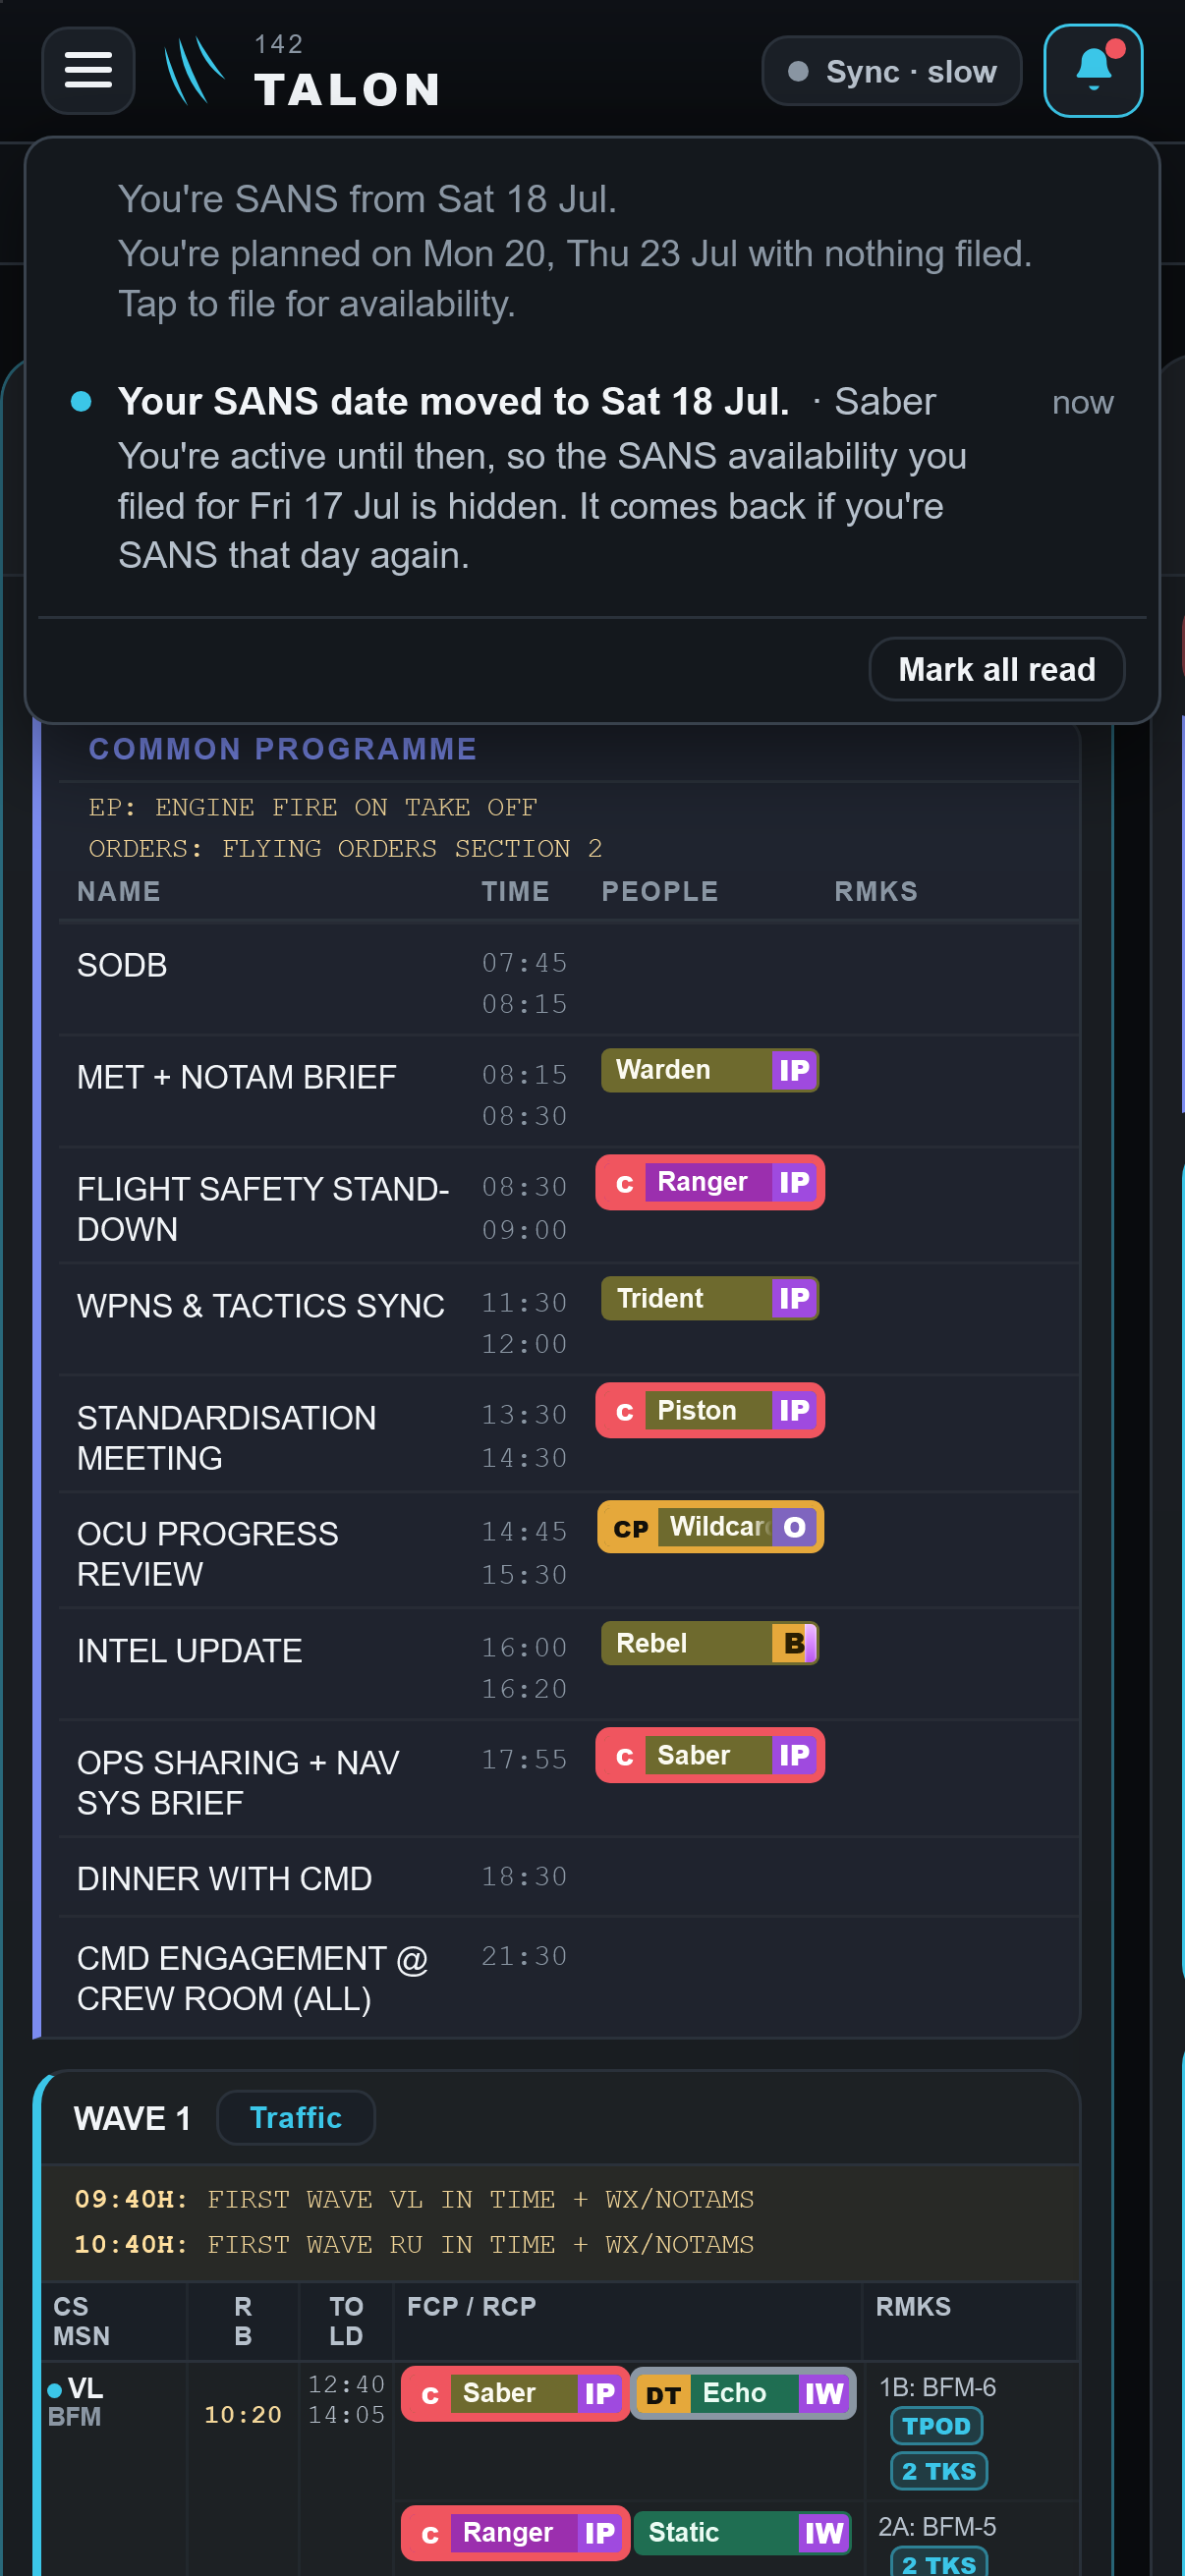 142
TALON
Sync · slow
You're SANS from Sat 18 Jul.
You're planned on Mon 20, Thu 23 Jul with nothing filed.
Tap to file for availability.
Your SANS date moved to Sat 18 Jul. · Saber now
You're active until then, so the SANS availability you
filed for Fri 17 Jul is hidden. It comes back if you're
SANS that day again.
Mark all read
COMMON PROGRAMME
EP: ENGINE FIRE ON TAKE OFF
ORDERS: FLYING ORDERS SECTION 2
NAME TIME PEOPLE RMKS
SODB 07:45
08:15
MET + NOTAM BRIEF 08:15 Warden IP
08:30
FLIGHT SAFETY STAND- 08:30 C Ranger IP
DOWN 09:00
WPNS & TACTICS SYNC 11:30 Trident IP
12:00
STANDARDISATION 13:30 C Piston IP
MEETING 14:30
OCU PROGRESS 14:45 CP Wildcard O
REVIEW 15:30
INTEL UPDATE 16:00 Rebel B
16:20
OPS SHARING + NAV 17:55 C Saber IP
SYS BRIEF
DINNER WITH CMD 18:30
CMD ENGAGEMENT @ 21:30
CREW ROOM (ALL)
WAVE 1 Traffic
09:40H: FIRST WAVE VL IN TIME + WX/NOTAMS
10:40H: FIRST WAVE RU IN TIME + WX/NOTAMS
CS R TO FCP / RCP RMKS
MSN B LD
VL 12:40 C Saber IP DT Echo IW 1B: BFM-6
BFM 10:20 14:05 TPOD
2 TKS
C Ranger IP Static IW 2A: BFM-5
2 TKS